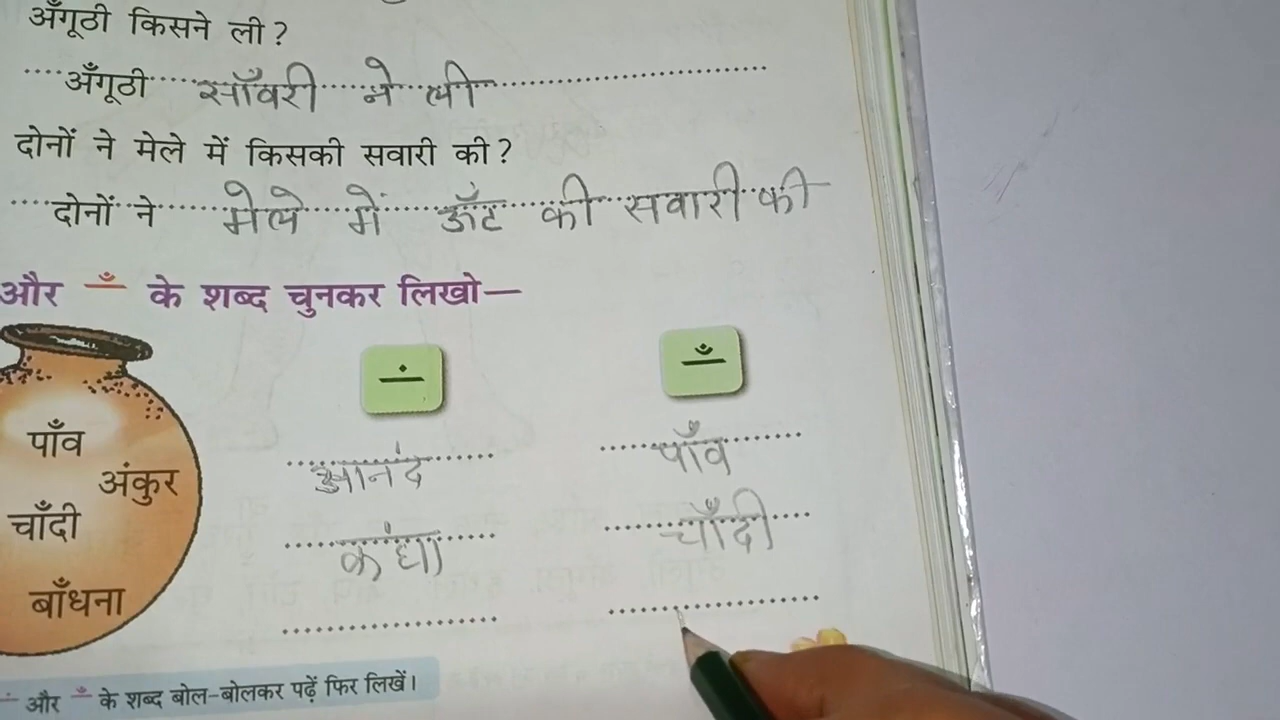 अँगूठी किसने ली?
अँगूठी साँवरी ने ली
दोनों ने मेले में किसकी सवारी की?
दोनों ने मेले में ऊँट की सवारी की
और ँ के शब्द चुनकर लिखो—
पाँव
अंकुर
चाँदी
बाँधना
ं
आनंद
कंघा
ँ
पाँव
चाँदी
ं और ँ के शब्द बोल-बोलकर पढ़ें फिर लिखें।